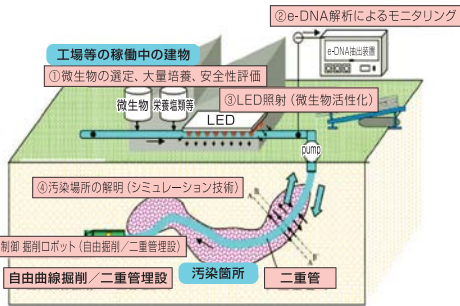 ②e-DNA解析によるモニタリング
工場等の稼働中の建物
e-DNA抽出装置
①微生物の選定、大量培養、安全性評価
微生物
栄養塩類等
③LED照射（微生物活性化）
LED
pump
④汚染場所の解明（シミュレーション技術）
A
B
制御 掘削ロボット（自由掘削／二重管埋設）
自由曲線掘削／二重管埋設
汚染箇所
二重管
A'
B'